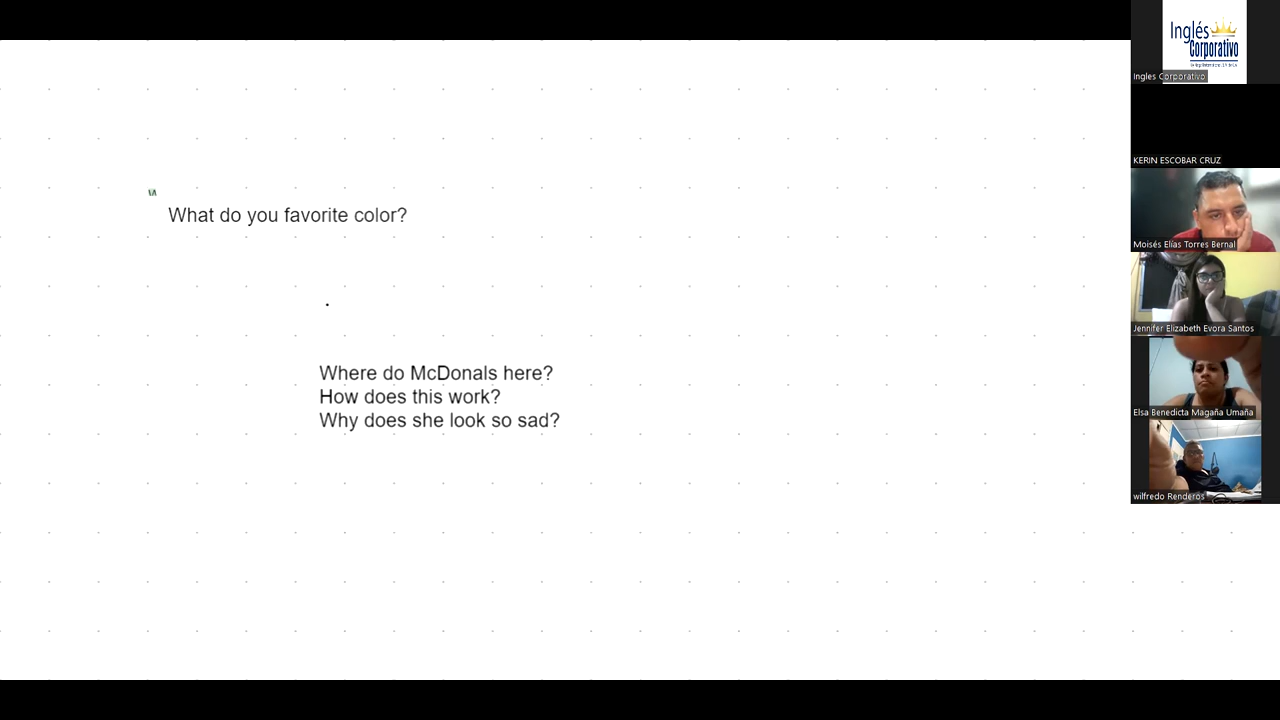 What do you favorite color?
Where do McDonals here?
How does this work?
Why does she look so sad?
Inglés
Corporativo
Ingles Corporativo
KERIN ESCOBAR CRUZ
Moisés Elías Torres Bernal
Jennifer Elizabeth Evora Santos
Elsa Benedicta Magaña Umaña
wilfredo Renderos